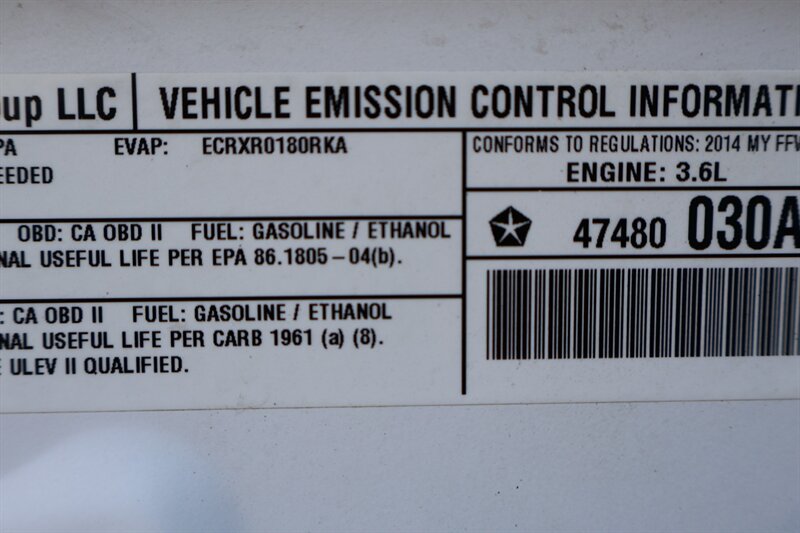 oup LLC VEHICLE EMISSION CONTROL INFORMATI
PA EVAP: ECRXR0180RKA
EEDED
CONFORMS TO REGULATIONS: 2014 MY FFV
ENGINE: 3.6L
OBD: CA OBD II FUEL: GASOLINE / ETHANOL
NAL USEFUL LIFE PER EPA 86.1805-04(b).
47480 030A
: CA OBD II FUEL: GASOLINE / ETHANOL
NAL USEFUL LIFE PER CARB 1961 (a) (8).
E ULEV II QUALIFIED.